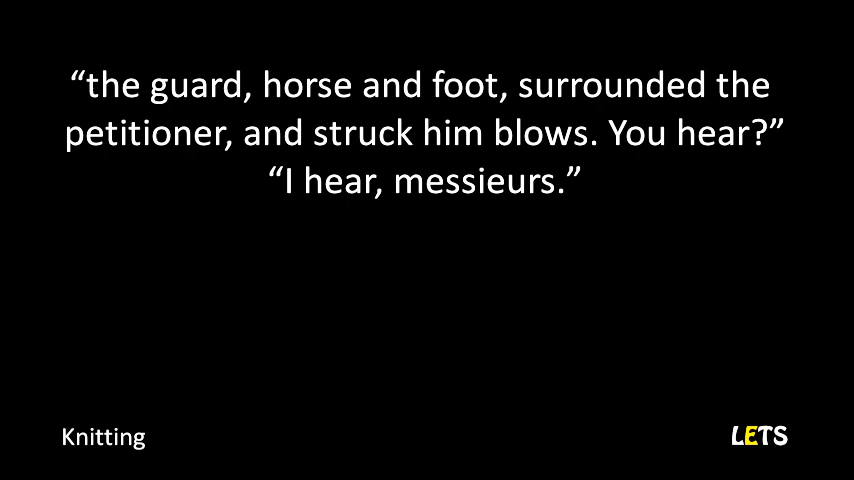 “the guard, horse and foot, surrounded the
petitioner, and struck him blows. You hear?”
“I hear, messieurs.”
Knitting
LETS